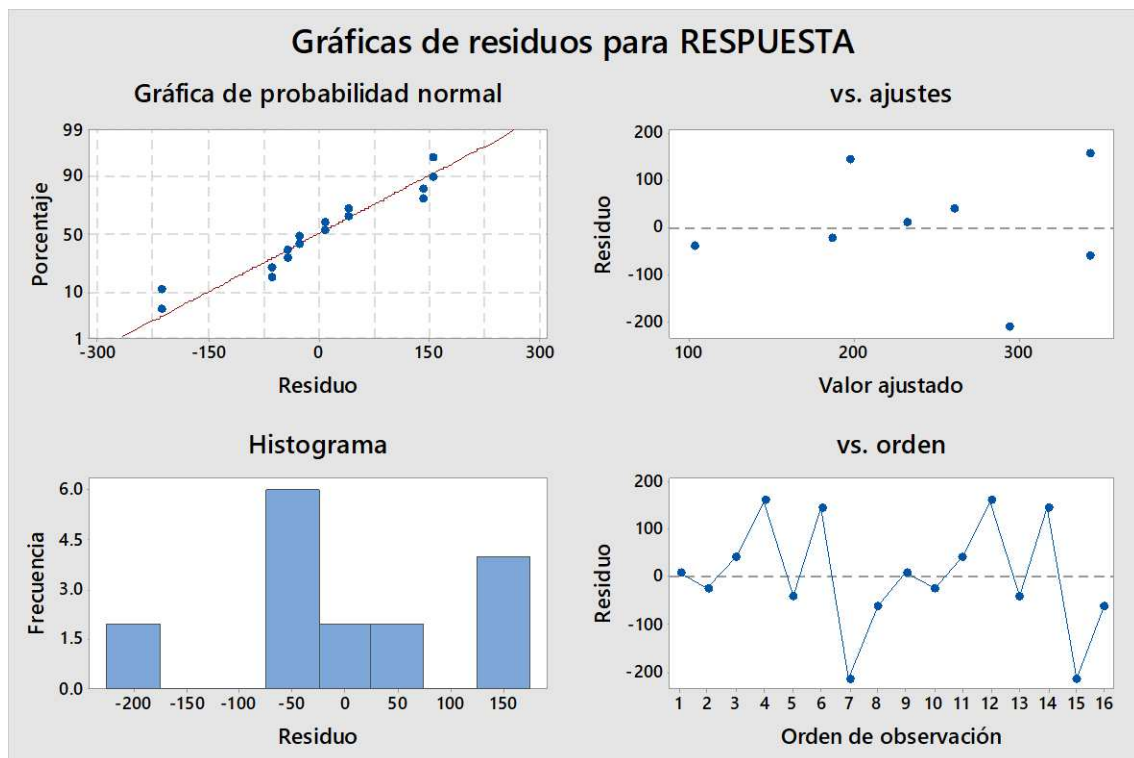 Gráficas de residuos para RESPUESTA
Gráfica de probabilidad normal
99
90
50
10
1
Porcentaje
-300 -150 0 150 300
Residuo
vs. ajustes
200
100
0
-100
-200
Residuo
100 200 300
Valor ajustado
Histograma
6.0
4.5
3.0
1.5
0.0
Frecuencia
-200 -150 -100 -50 0 50 100 150
Residuo
vs. orden
200
100
0
-100
-200
Residuo
1 2 3 4 5 6 7 8 9 10 11 12 13 14 15 16
Orden de observación